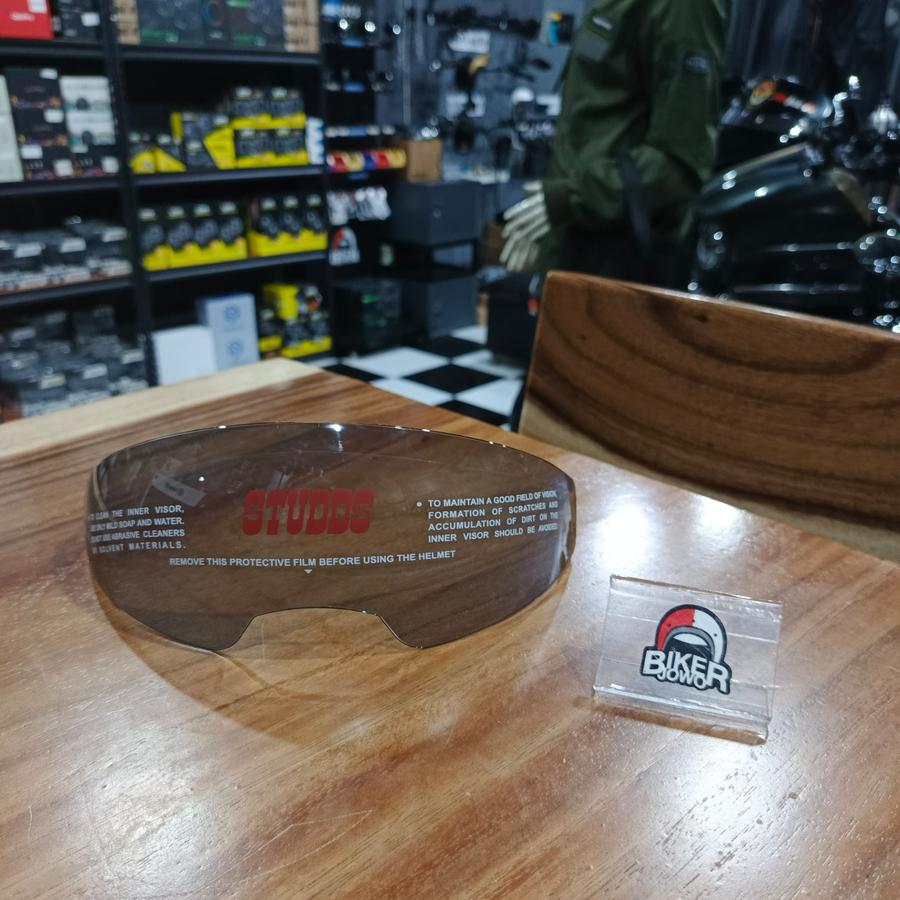 STUDDS
CLEAN THE INNER VISOR,
ONLY MILD SOAP AND WATER.
NOT USE ABRASIVE CLEANERS
SOLVENT MATERIALS.
• TO MAINTAIN A GOOD FIELD OF VISION,
FORMATION OF SCRATCHES AND
ACCUMULATION OF DIRT ON THE
INNER VISOR SHOULD BE AVOIDED
REMOVE THIS PROTECTIVE FILM BEFORE USING THE HELMET
BIKER
JOWO